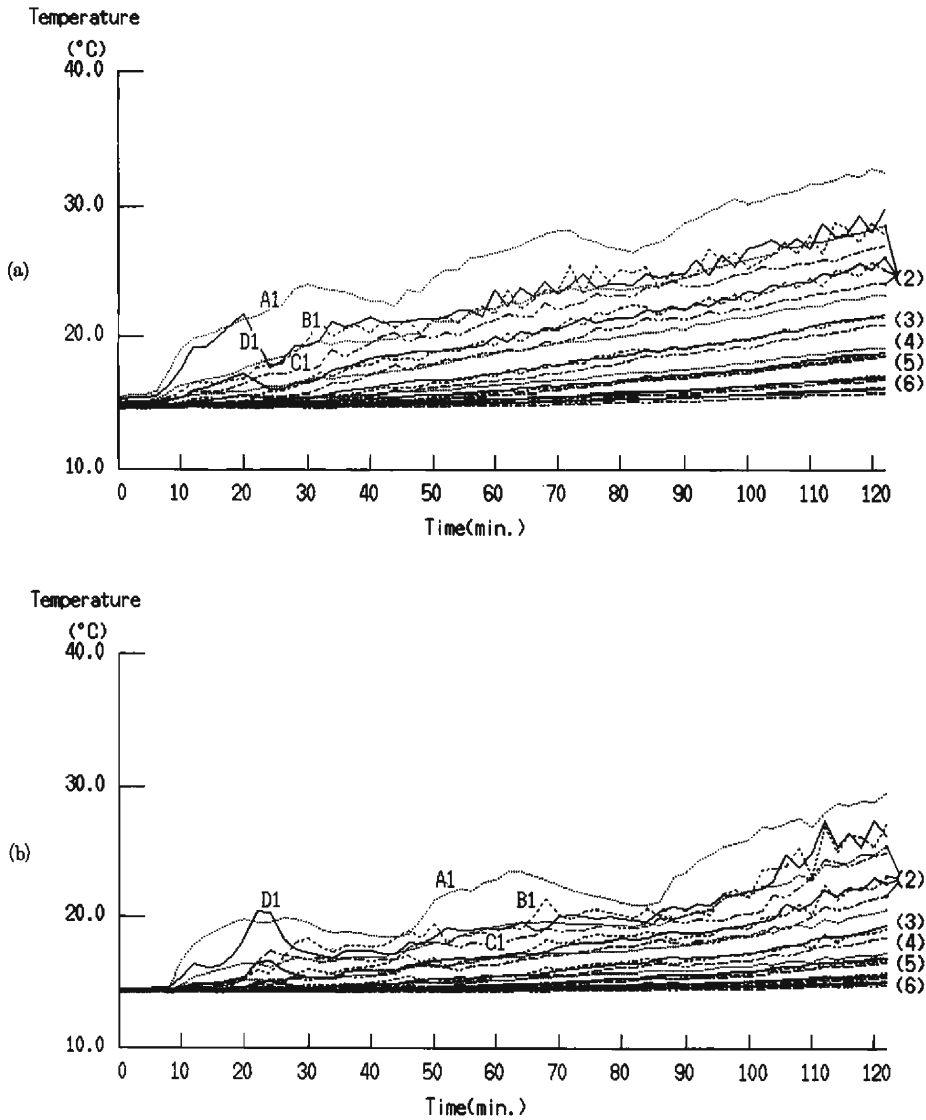 Temperature
(°C)
40.0
30.0
20.0
10.0
(a)
A1
B1
D1
C1
(2)
(3)
(4)
(5)
(6)
0 10 20 30 40 50 60 70 80 90 100 110 120
Time(min.)
Temperature
(°C)
40.0
30.0
20.0
10.0
(b)
D1
A1
B1
C1
(2)
(3)
(4)
(5)
(6)
0 10 20 30 40 50 60 70 80 90 100 110 120
Time(min.)